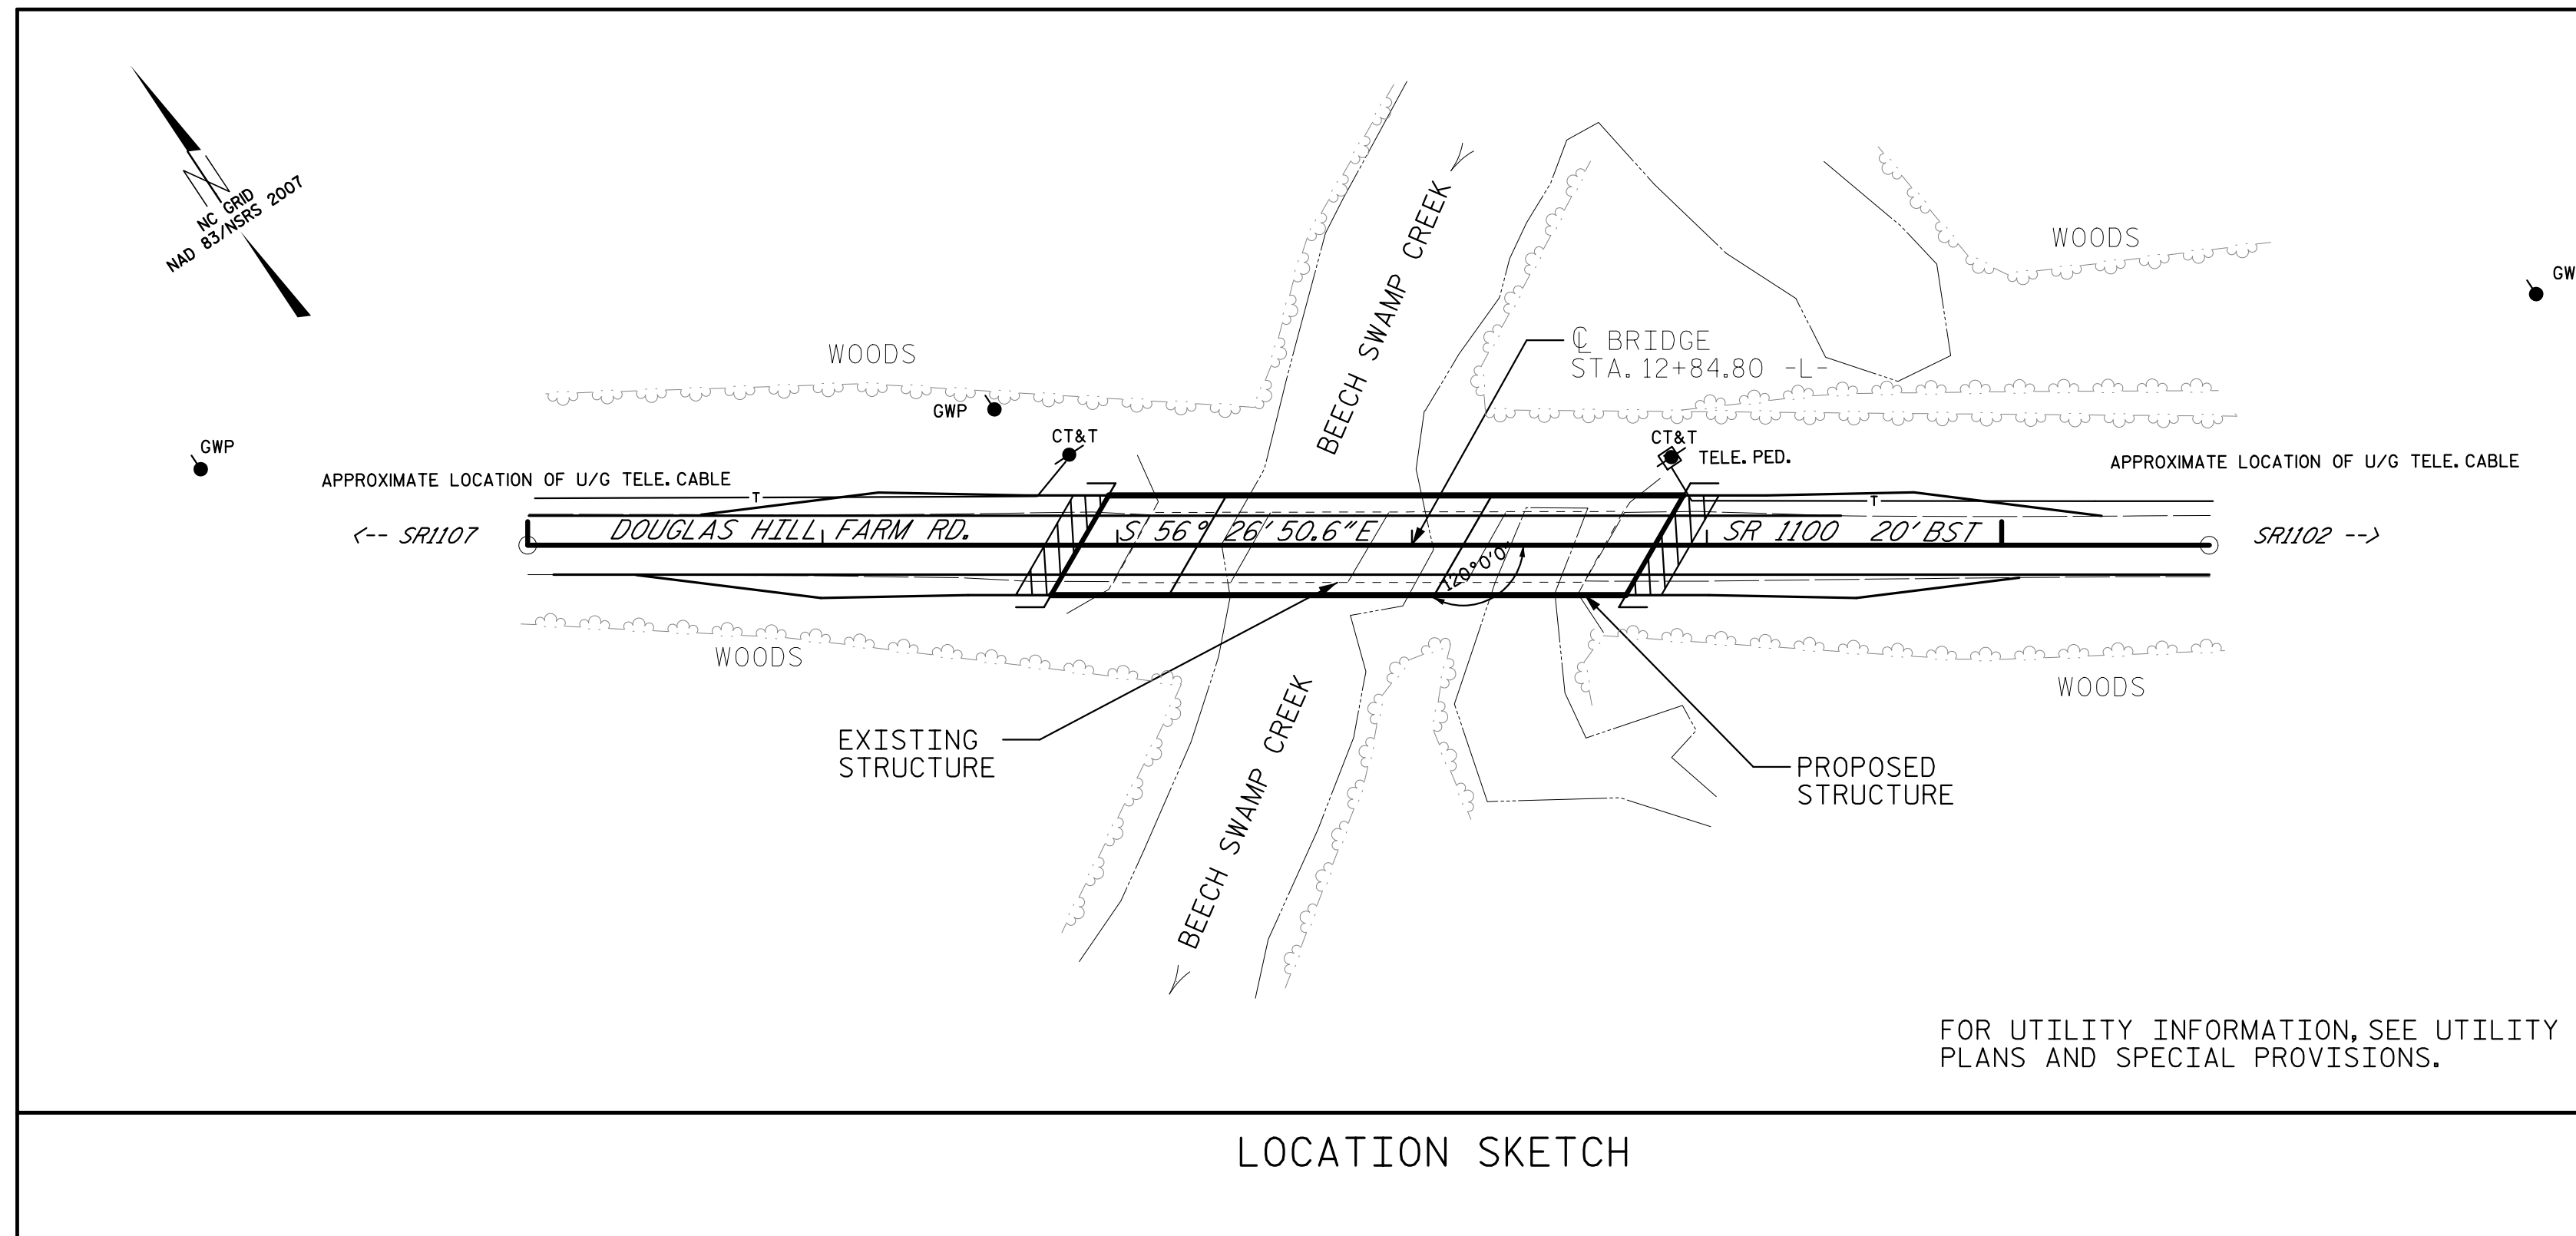 NC GRID
NAD 83/NSRS 2007
WOODS
BEECH SWAMP CREEK
℄ BRIDGE
STA. 12+84.80 -L-
WOODS
GWP
GWP
CT&T
CT&T
TELE. PED.
APPROXIMATE LOCATION OF U/G TELE. CABLE
APPROXIMATE LOCATION OF U/G TELE. CABLE
T
T
<-- SR1107
DOUGLAS HILL FARM RD.
S 56° 26' 50.6"E
120°0'0"
SR 1100 20' BST
SR1102 -->
WOODS
WOODS
EXISTING
STRUCTURE
BEECH SWAMP CREEK
PROPOSED
STRUCTURE
FOR UTILITY INFORMATION, SEE UTILITY
PLANS AND SPECIAL PROVISIONS.
LOCATION SKETCH